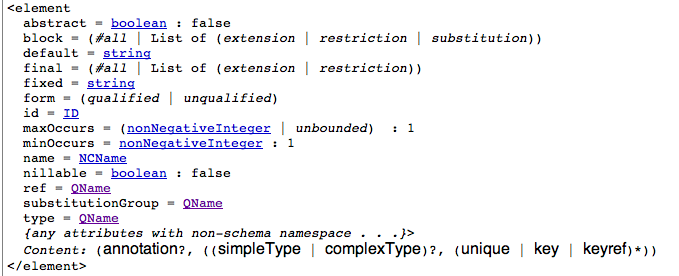 <element
abstract = boolean : false
block = (#all | List of (extension | restriction | substitution))
default = string
final = (#all | List of (extension | restriction))
fixed = string
form = (qualified | unqualified)
id = ID
maxOccurs = (nonNegativeInteger | unbounded)  : 1
minOccurs = nonNegativeInteger : 1
name = NCName
nillable = boolean : false
ref = QName
substitutionGroup = QName
type = QName
{any attributes with non-schema namespace . . .}>
Content: (annotation?, ((simpleType | complexType)?, (unique | key | keyref)*))
</element>